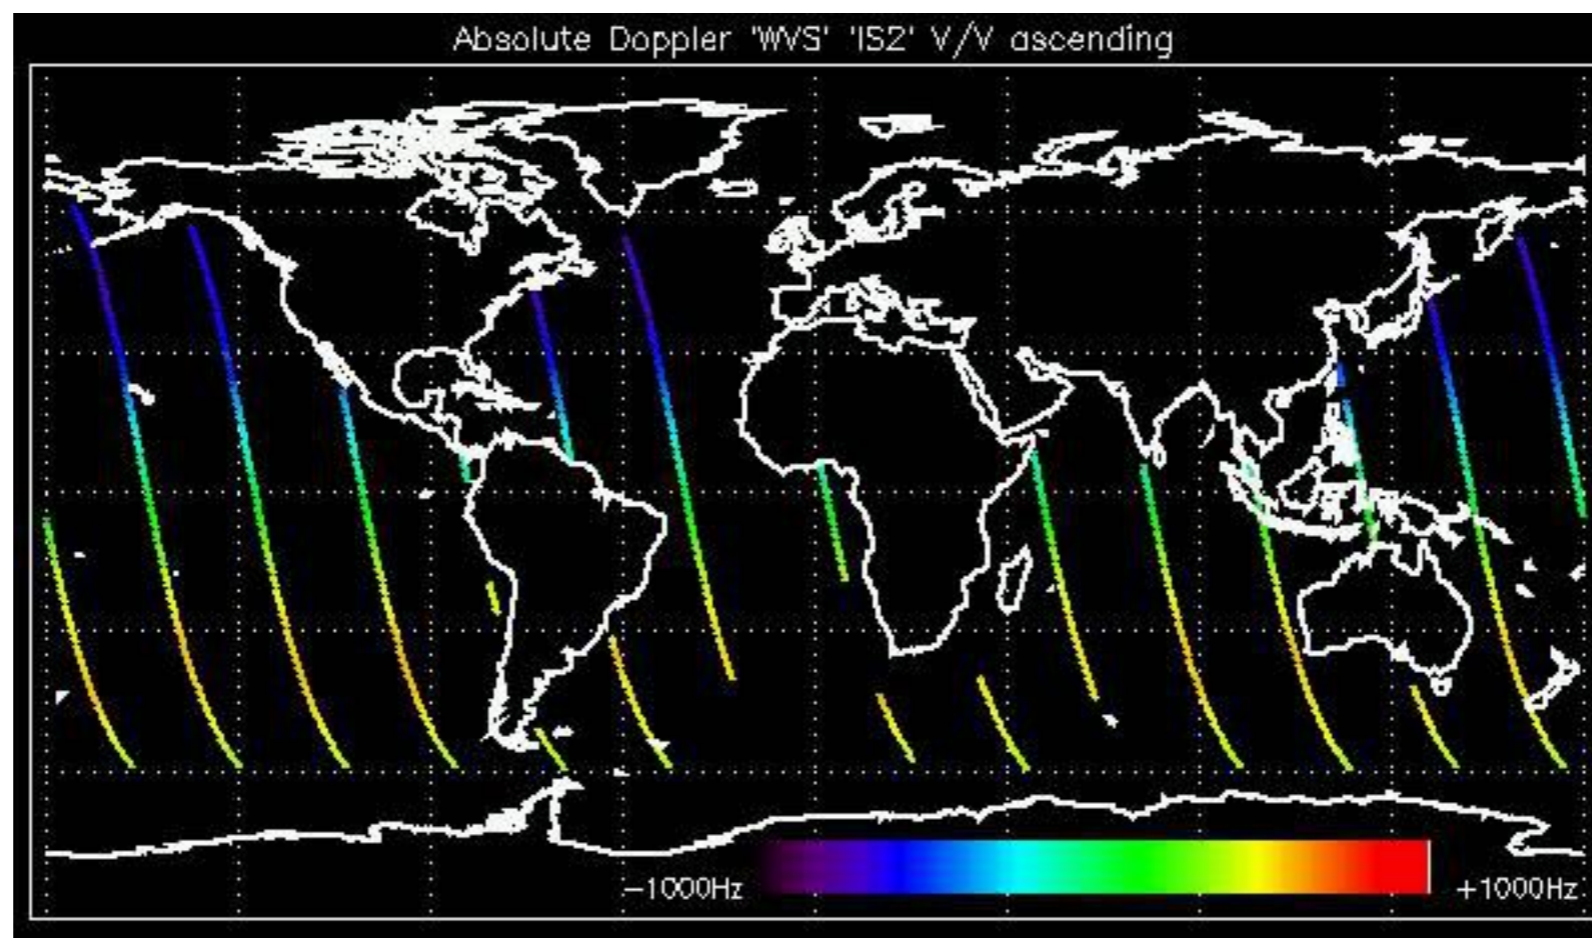 Absolute Doppler 'WVS' 'IS2' V/V ascending
-1000Hz +1000Hz